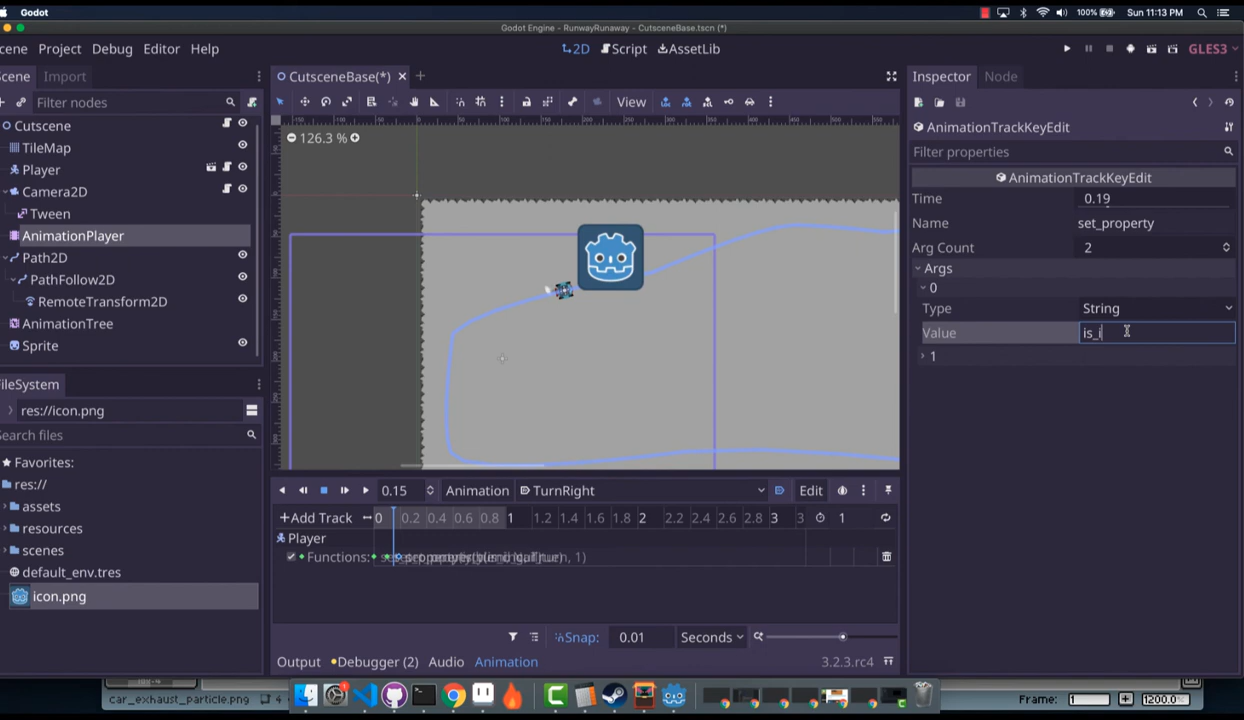 Godot 100% Sun 11:13 PM
Godot Engine - RunwayRunaway - CutsceneBase.tscn (*)
cene Project Debug Editor Help 2D Script AssetLib GLES3
Scene Import CutsceneBase(*) Inspector Node
Filter nodes View
126.3 % AnimationTrackKeyEdit
Cutscene
TileMap Filter properties
Player AnimationTrackKeyEdit
Camera2D Time 0.19
Tween Name set_property
AnimationPlayer Arg Count 2
Path2D Args
PathFollow2D 0
RemoteTransform2D Type String
AnimationTree Value is_i
Sprite 1
FileSystem
res://icon.png
Search files
Favorites:
res:// 0.15 Animation TurnRight Edit
assets +Add Track 0 0.2 0.4 0.6 0.8 1 1.2 1.4 1.6 1.8 2 2.2 2.4 2.6 2.8 3 3 1
resources Player
scenes Functions:
default_env.tres
icon.png
Snap: 0.01 Seconds
Output Debugger (2) Audio Animation 3.2.3.rc4
car_exhaust_particle.png 4 Frame: 1 1200.0%